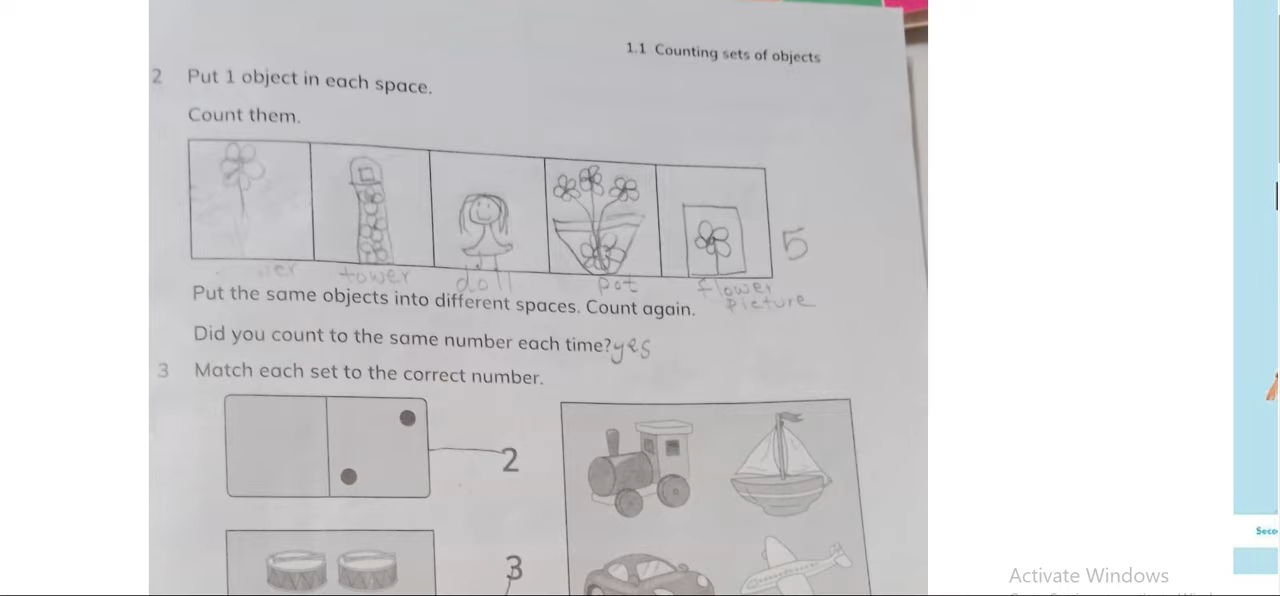 1.1 Counting sets of objects
2 Put 1 object in each space.
Count them.
5
tower doll pot flower
picture
Put the same objects into different spaces. Count again.
Did you count to the same number each time? yes
3 Match each set to the correct number.
2
3
Activate Windows